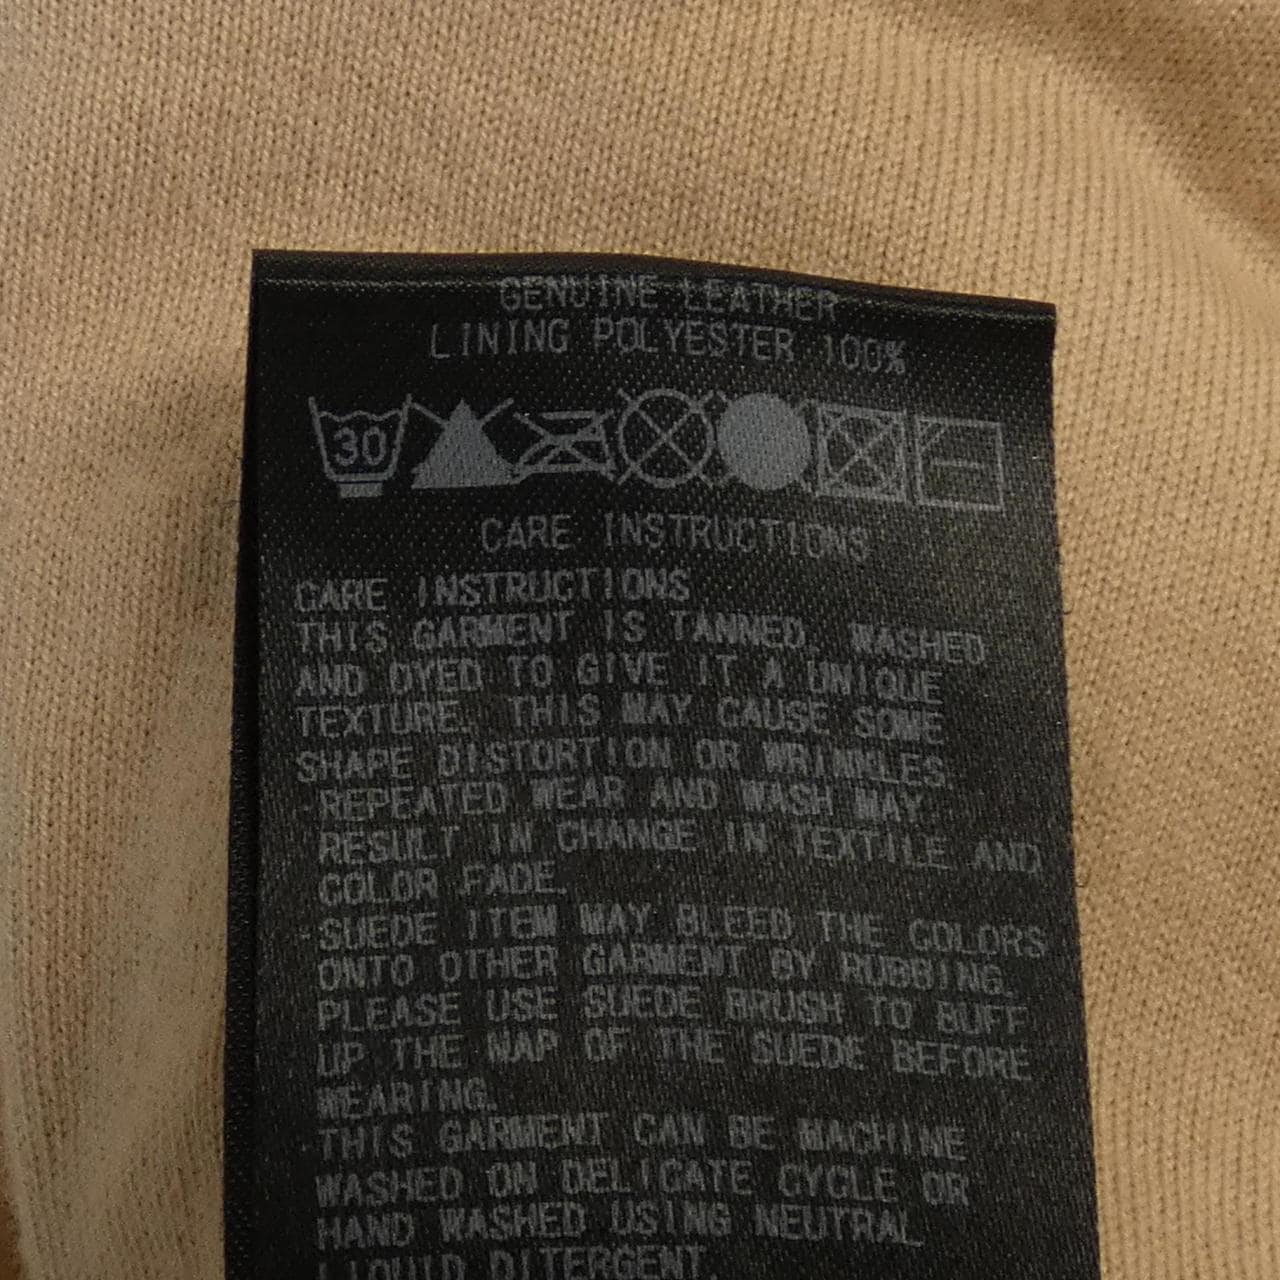 GENUINE LEATHER
LINING POLYESTER 100%
30
CARE INSTRUCTIONS
CARE INSTRUCTIONS
THIS GARMENT IS TANNED, WASHED
AND DYED TO GIVE IT A UNIQUE
TEXTURE. THIS MAY CAUSE SOME
SHAPE DISTORTION OR WRINKLES.
·REPEATED WEAR AND WASH MAY
RESULT IN CHANGE IN TEXTILE AND
COLOR FADE.
·SUEDE ITEM MAY BLEED THE COLORS
ONTO OTHER GARMENT BY RUBBING.
PLEASE USE SUEDE BRUSH TO BUFF
UP THE NAP OF THE SUEDE BEFORE
WEARING.
·THIS GARMENT CAN BE MACHINE
WASHED ON DELICATE CYCLE OR
HAND WASHED USING NEUTRAL
LIQUID DITERGENT.